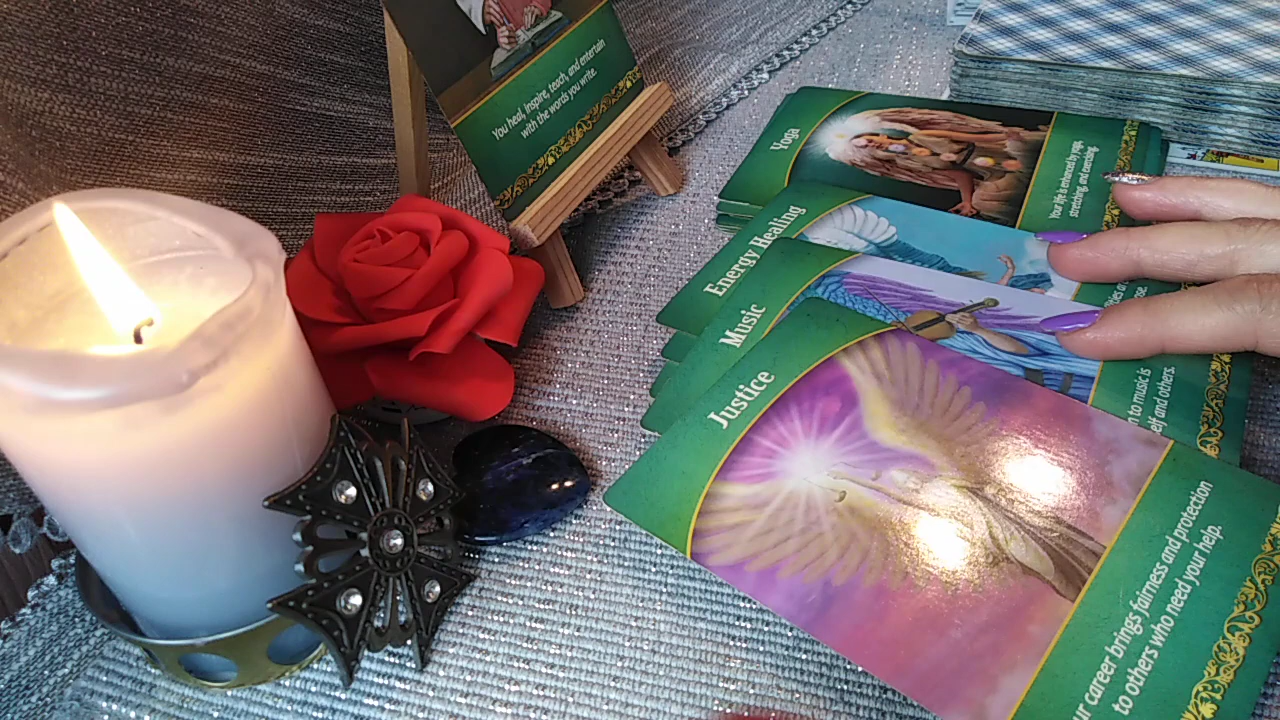 You heal, inspire, teach, and entertain
with the words you write.
Yoga
Your life is enhanced by yoga,
stretching, and exercising.
Energy Healing
Music
n to music is
elf and others.
Justice
ur career brings fairness and protection
to others who need your help.